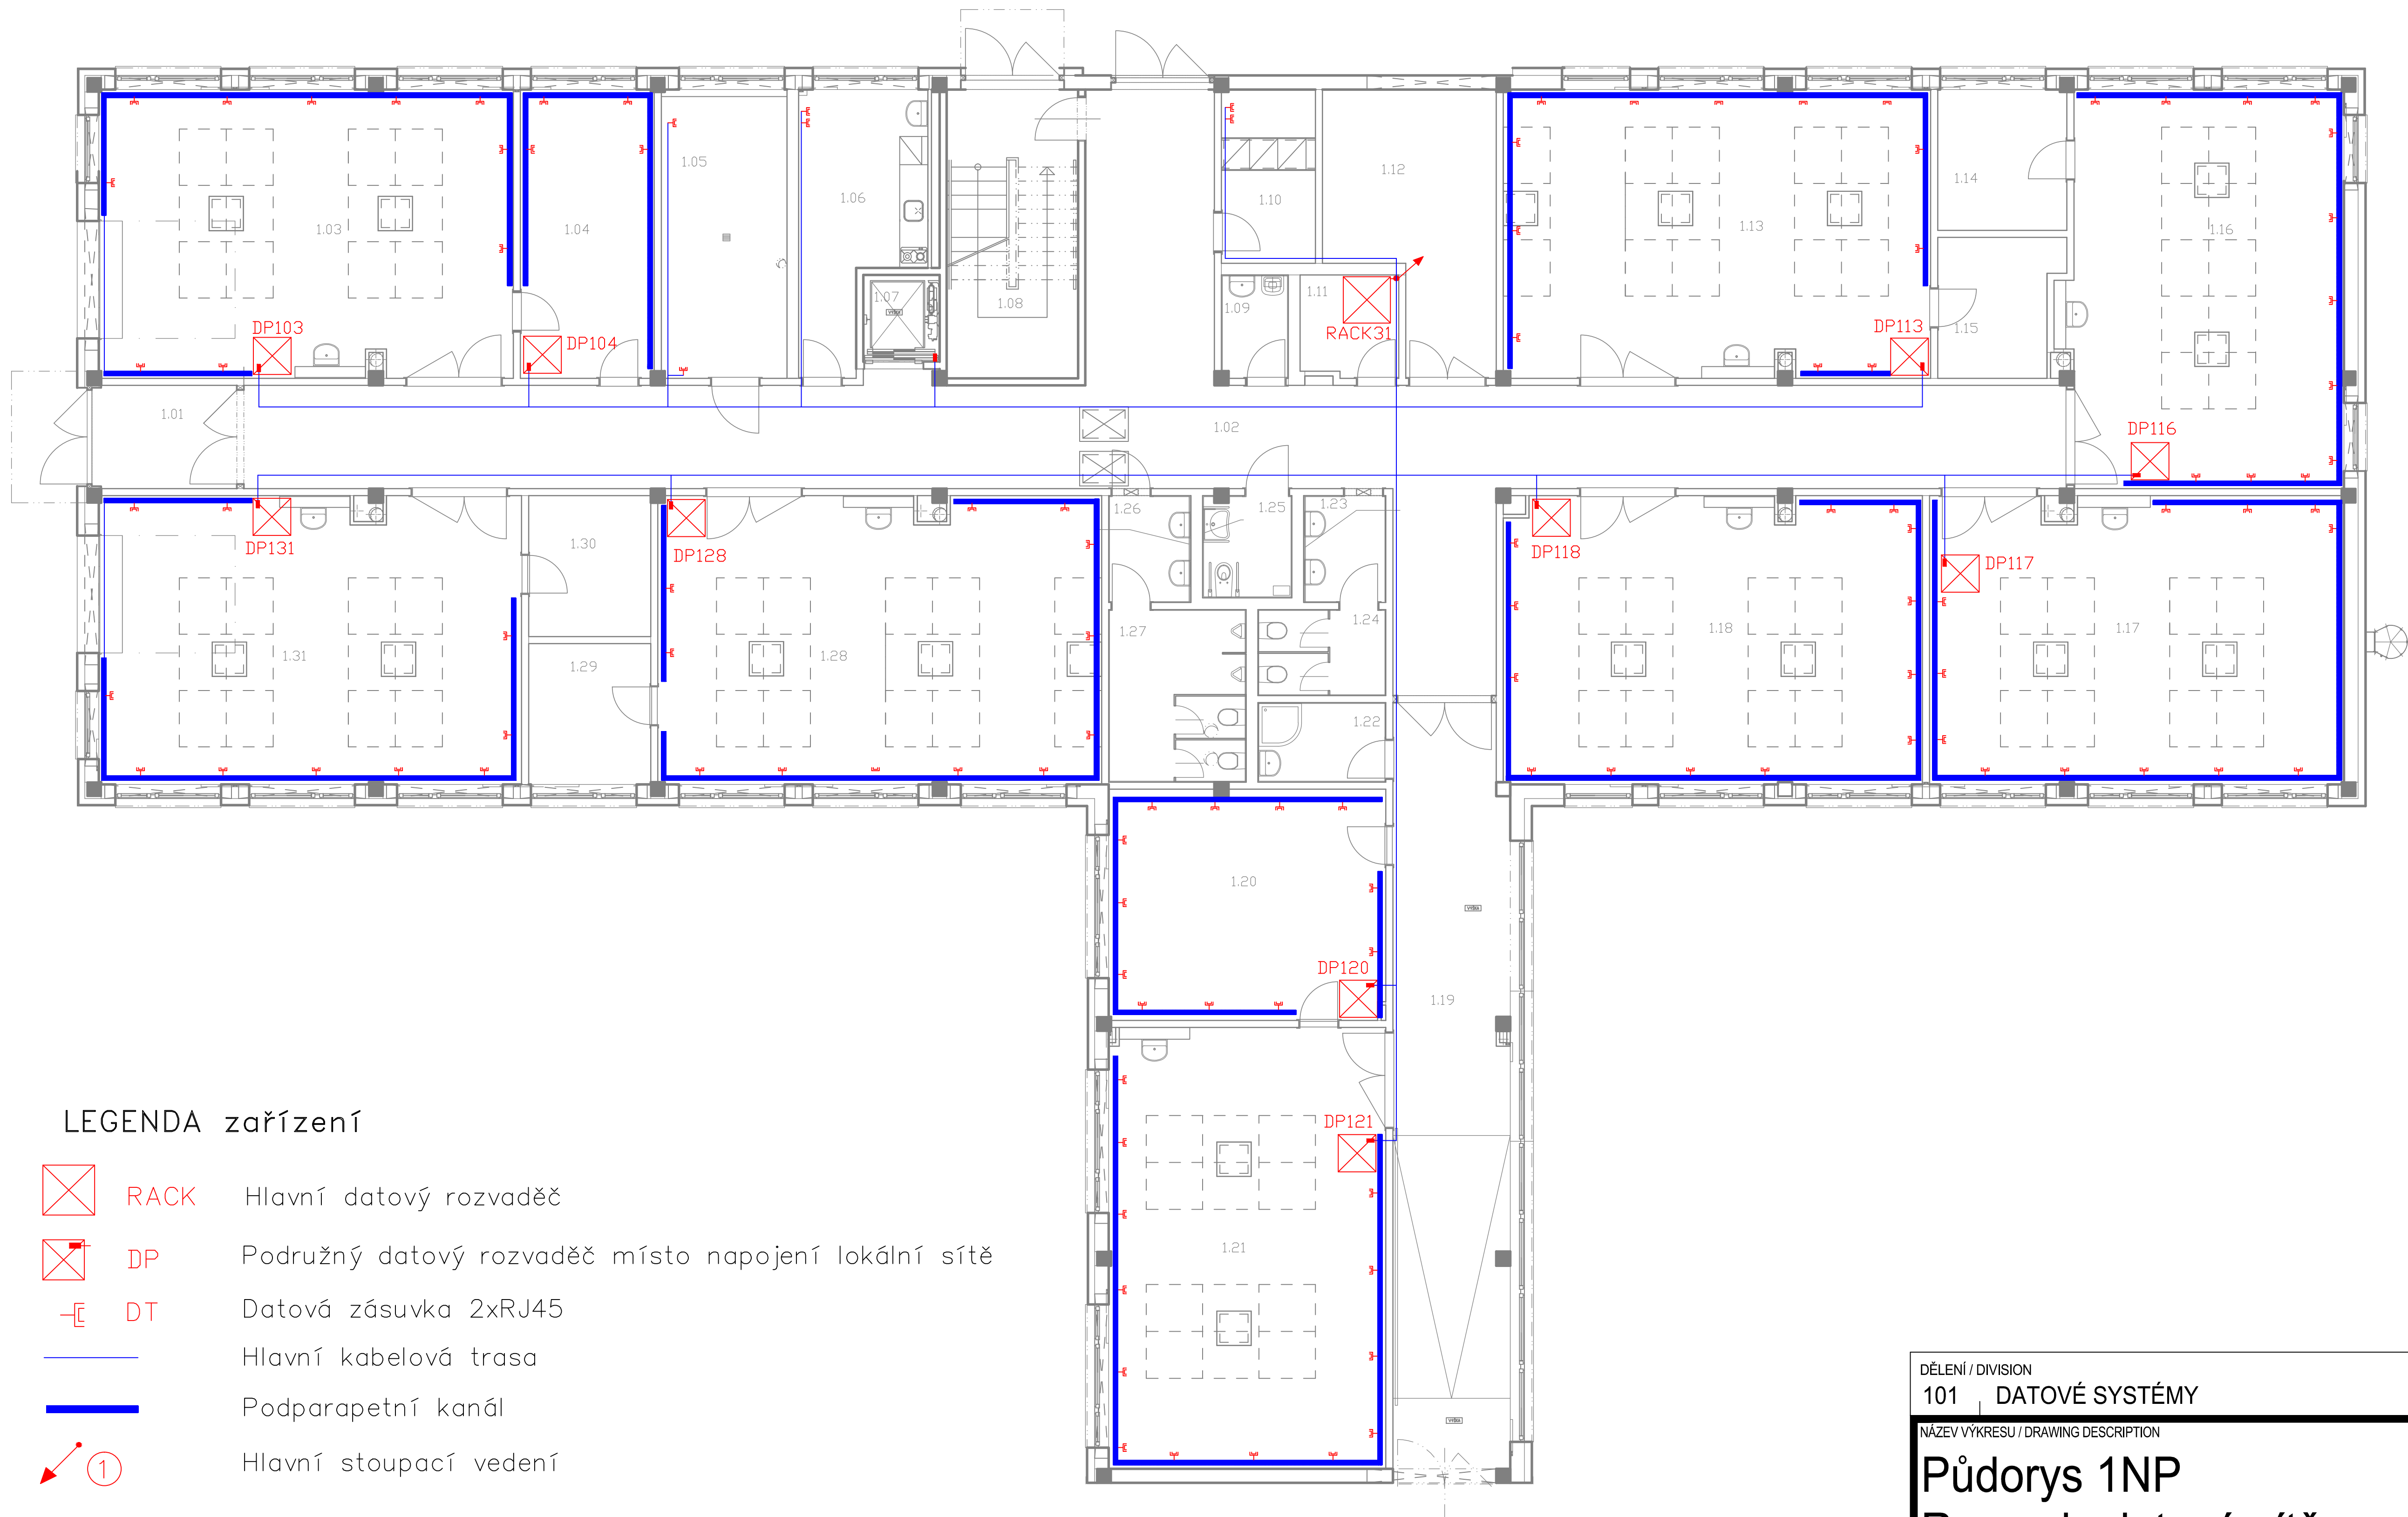 1.03
1.04
1.05
1.06
1.07
1.08
1.10
1.12
1.13
1.14
1.16
1.09
1.11
1.15
DP103
DP104
RACK31
DP113
DP116
1.01
1.02
DP131
DP128
DP118
DP117
1.30
1.26
1.25
1.23
1.31
1.29
1.28
1.27
1.24
1.22
1.18
1.17
1.20
DP120
1.19
DP121
1.21
LEGENDA zařízení
RACK Hlavní datový rozvaděč
DP Podružný datový rozvaděč místo napojení lokální sítě
DT Datová zásuvka 2xRJ45
Hlavní kabelová trasa
Podparapetní kanál
1 Hlavní stoupací vedení
DĚLENÍ / DIVISION
101 DATOVÉ SYSTÉMY
NÁZEV VÝKRESU / DRAWING DESCRIPTION
Půdorys 1NP